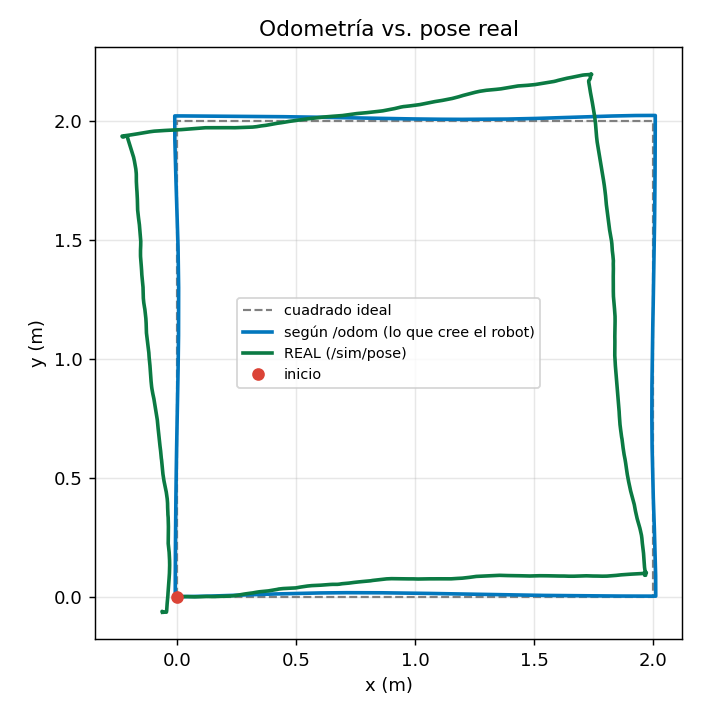 Odometría vs. pose real
y (m)
2.0
1.5
1.0
0.5
0.0
cuadrado ideal
según /odom (lo que cree el robot)
REAL (/sim/pose)
inicio
0.0 0.5 1.0 1.5 2.0
x (m)